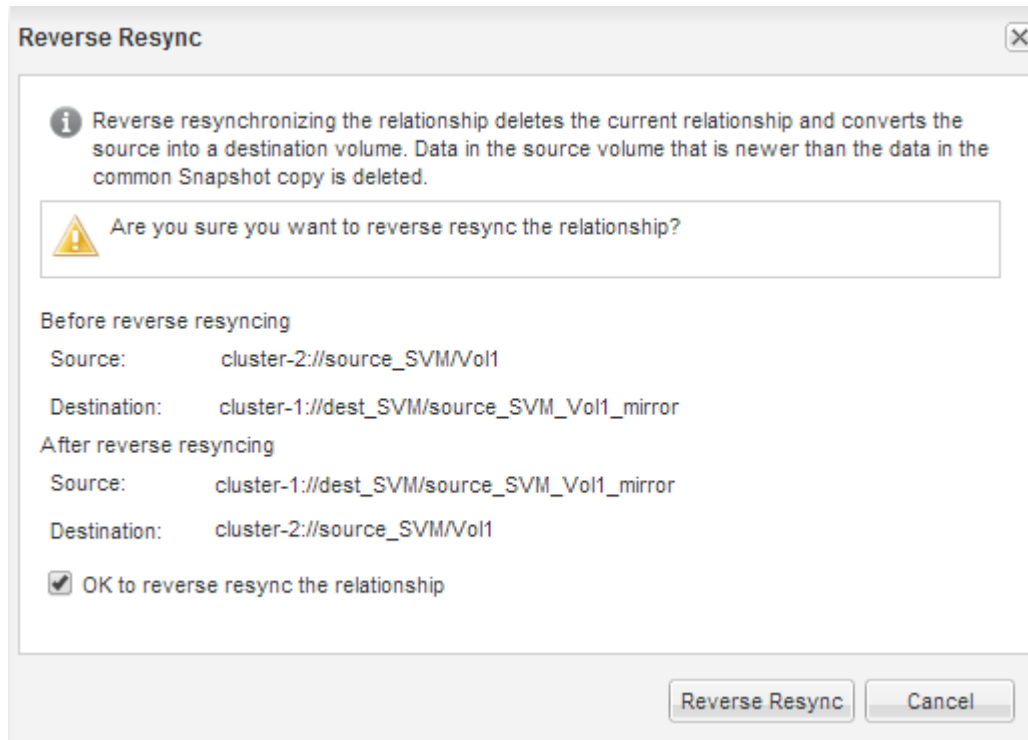 Reverse Resync
Reverse resynchronizing the relationship deletes the current relationship and converts the
source into a destination volume. Data in the source volume that is newer than the data in the
common Snapshot copy is deleted.
Are you sure you want to reverse resync the relationship?
Before reverse resyncing
Source: cluster-2://source_SVM/Vol1
Destination: cluster-1://dest_SVM/source_SVM_Vol1_mirror
After reverse resyncing
Source: cluster-1://dest_SVM/source_SVM_Vol1_mirror
Destination: cluster-2://source_SVM/Vol1
OK to reverse resync the relationship
Reverse Resync Cancel